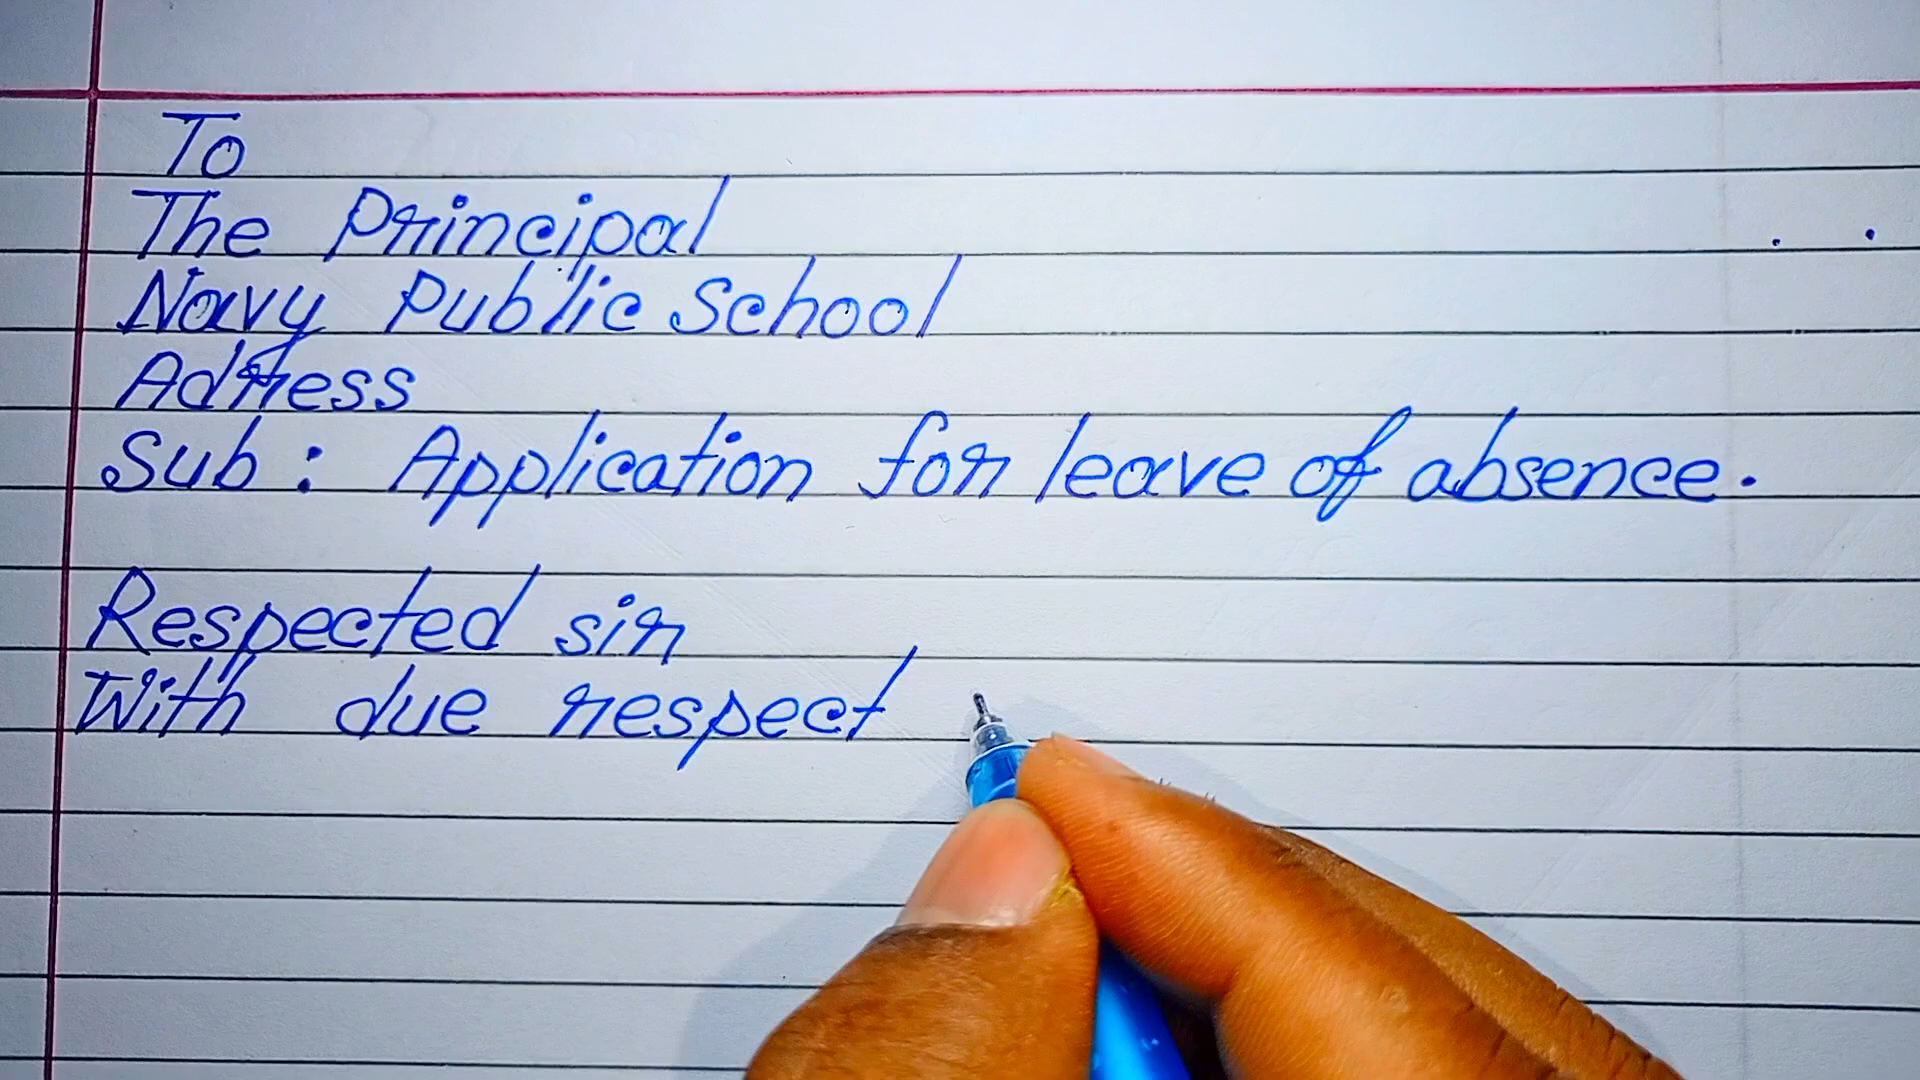 To
The Principal
Navy Public School
Adress
Sub : Application for leave of absence.
Respected sir
With due respect